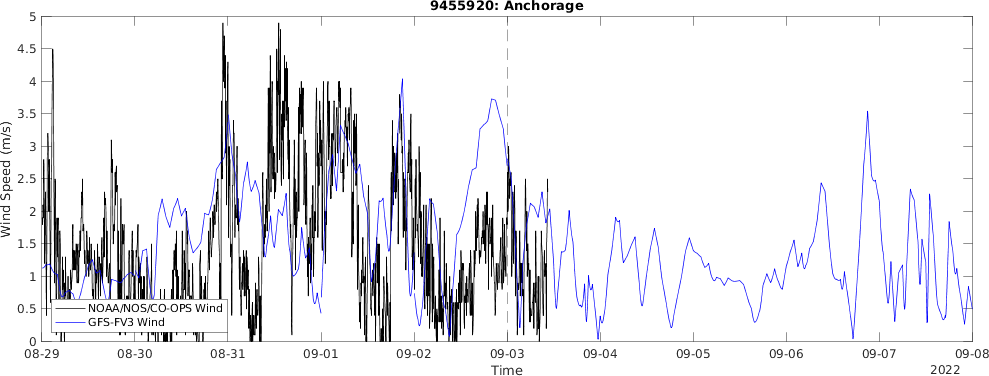 9455920: Anchorage
5
4.5
4
3.5
3
2.5
2
1.5
1
0.5
0
Wind Speed (m/s)
NOAA/NOS/CO-OPS Wind
GFS-FV3 Wind
08-29 08-30 08-31 09-01 09-02 09-03 09-04 09-05 09-06 09-07 09-08
Time
2022